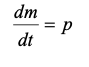 dm/dt = p